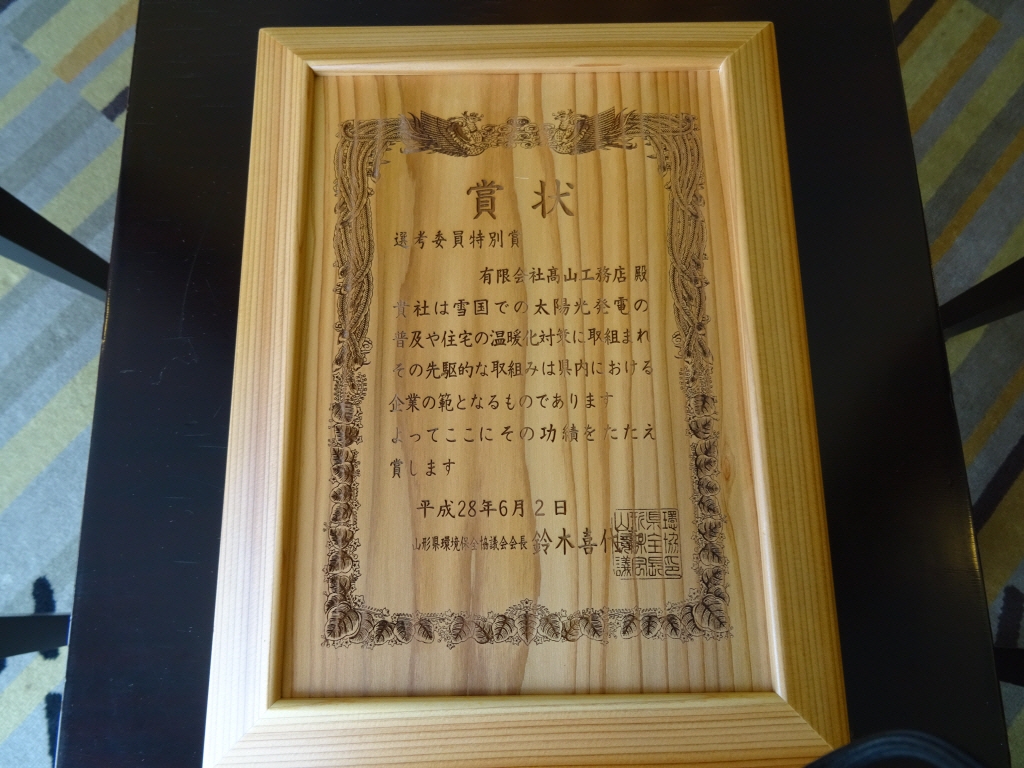 賞状
選考委員特別賞
有限会社髙山工務店 殿
貴社は雪国での太陽光発電の
普及や住宅の温暖化対策に取組まれ
その先駆的な取組みは県内における
企業の範となるものであります
よってここにその功績をたたえ
賞します
平成28年6月2日
山形県環境保全協議会会長 鈴木喜